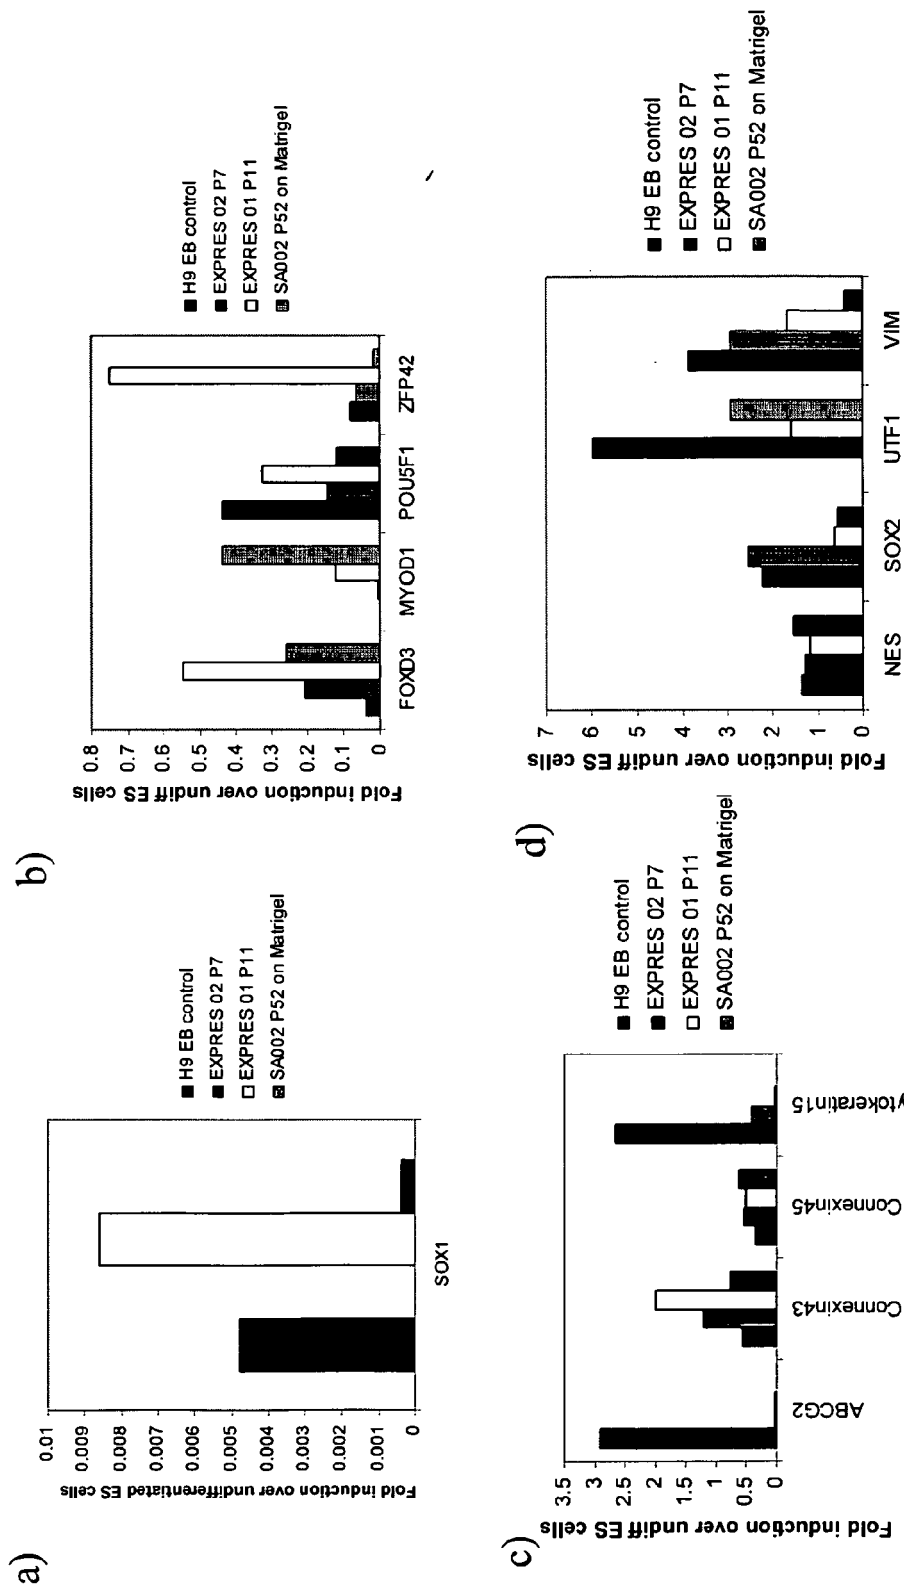 a)
Fold induction over undifferentiated ES cells
0.01
0.009
0.008
0.007
0.006
0.005
0.004
0.003
0.002
0.001
0
SOX1
H9 EB control
EXPRES 02 P7
EXPRES 01 P11
SA002 P52 on Matrigel
b)
Fold induction over undiff ES cells
0.8
0.7
0.6
0.5
0.4
0.3
0.2
0.1
0
FOXD3 MYOD1 POU5F1 ZFP42
H9 EB control
EXPRES 02 P7
EXPRES 01 P11
SA002 P52 on Matrigel
c)
Fold induction over undiff ES cells
3.5
3
2.5
2
1.5
1
0.5
0
ABCG2
Connexin43
Connexin45
ytokeratin15
H9 EB control
EXPRES 02 P7
EXPRES 01 P11
SA002 P52 on Matrigel
d)
Fold induction over undiff ES cells
7
6
5
4
3
2
1
0
NES SOX2 UTF1 VIM
H9 EB control
EXPRES 02 P7
EXPRES 01 P11
SA002 P52 on Matrigel